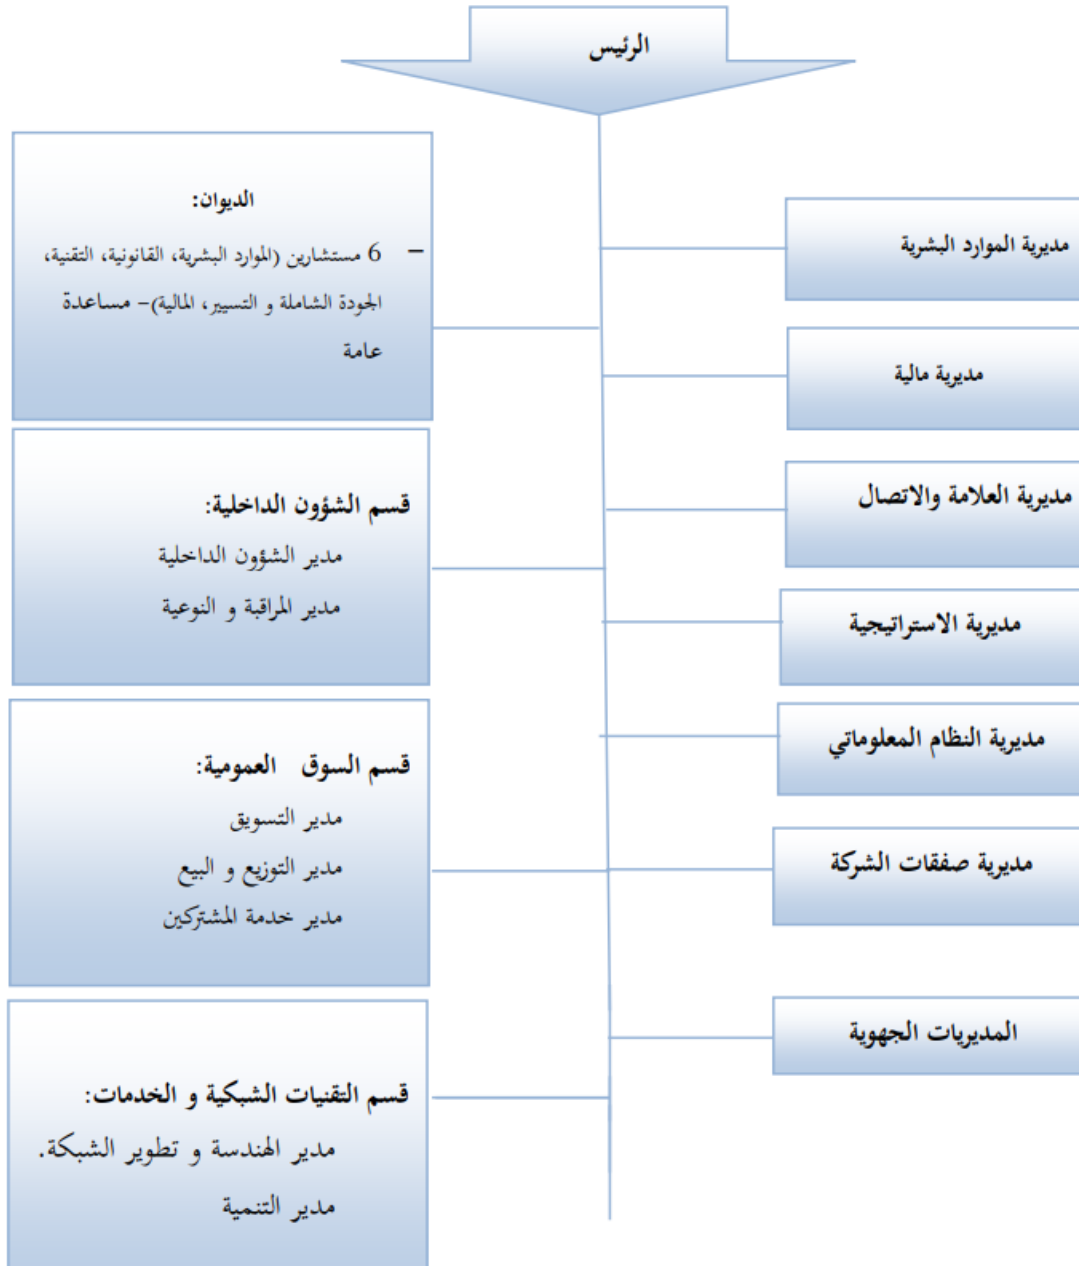 الرئيس
مديرية الموارد البشرية
مديرية مالية
مديرية العلامة والاتصال
مديرية الاستراتيجية
مديرية النظام المعلوماتي
مديرية صفقات الشركة
المديريات الجهوية
الديوان:
– 6 مستشارين (الموارد البشرية، القانونية، التقنية،
الجودة الشاملة و التسيير، المالية)– مساعدة
عامة
قسم الشؤون الداخلية:
مدير الشؤون الداخلية
مدير المراقبة و النوعية
قسم السوق العمومية:
مدير التسويق
مدير التوزيع و البيع
مدير خدمة المشتركين
قسم التقنيات الشبكية و الخدمات:
مدير الهندسة و تطوير الشبكة.
مدير التنمية